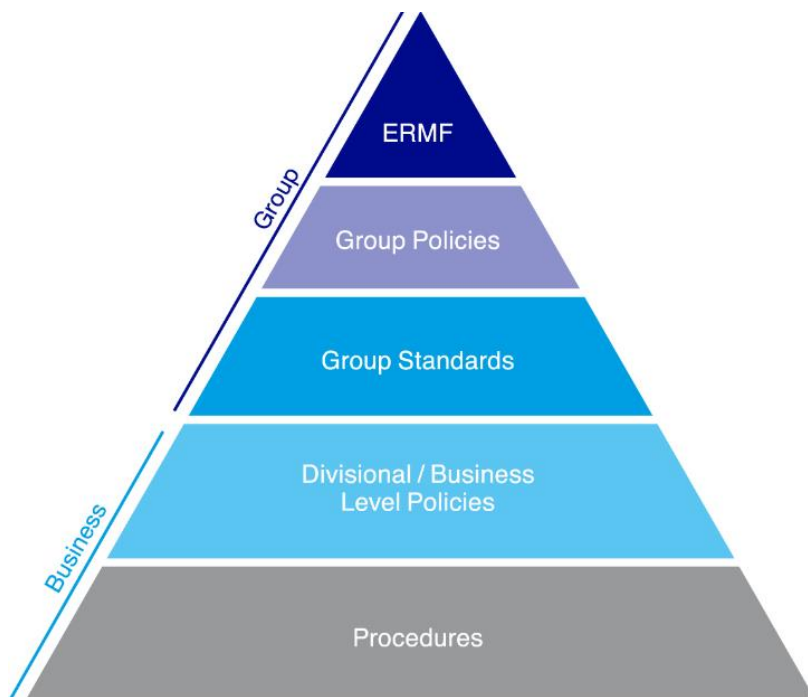 ERMF
Group
Group Policies
Group Standards
Divisional / Business
Level Policies
Business
Procedures